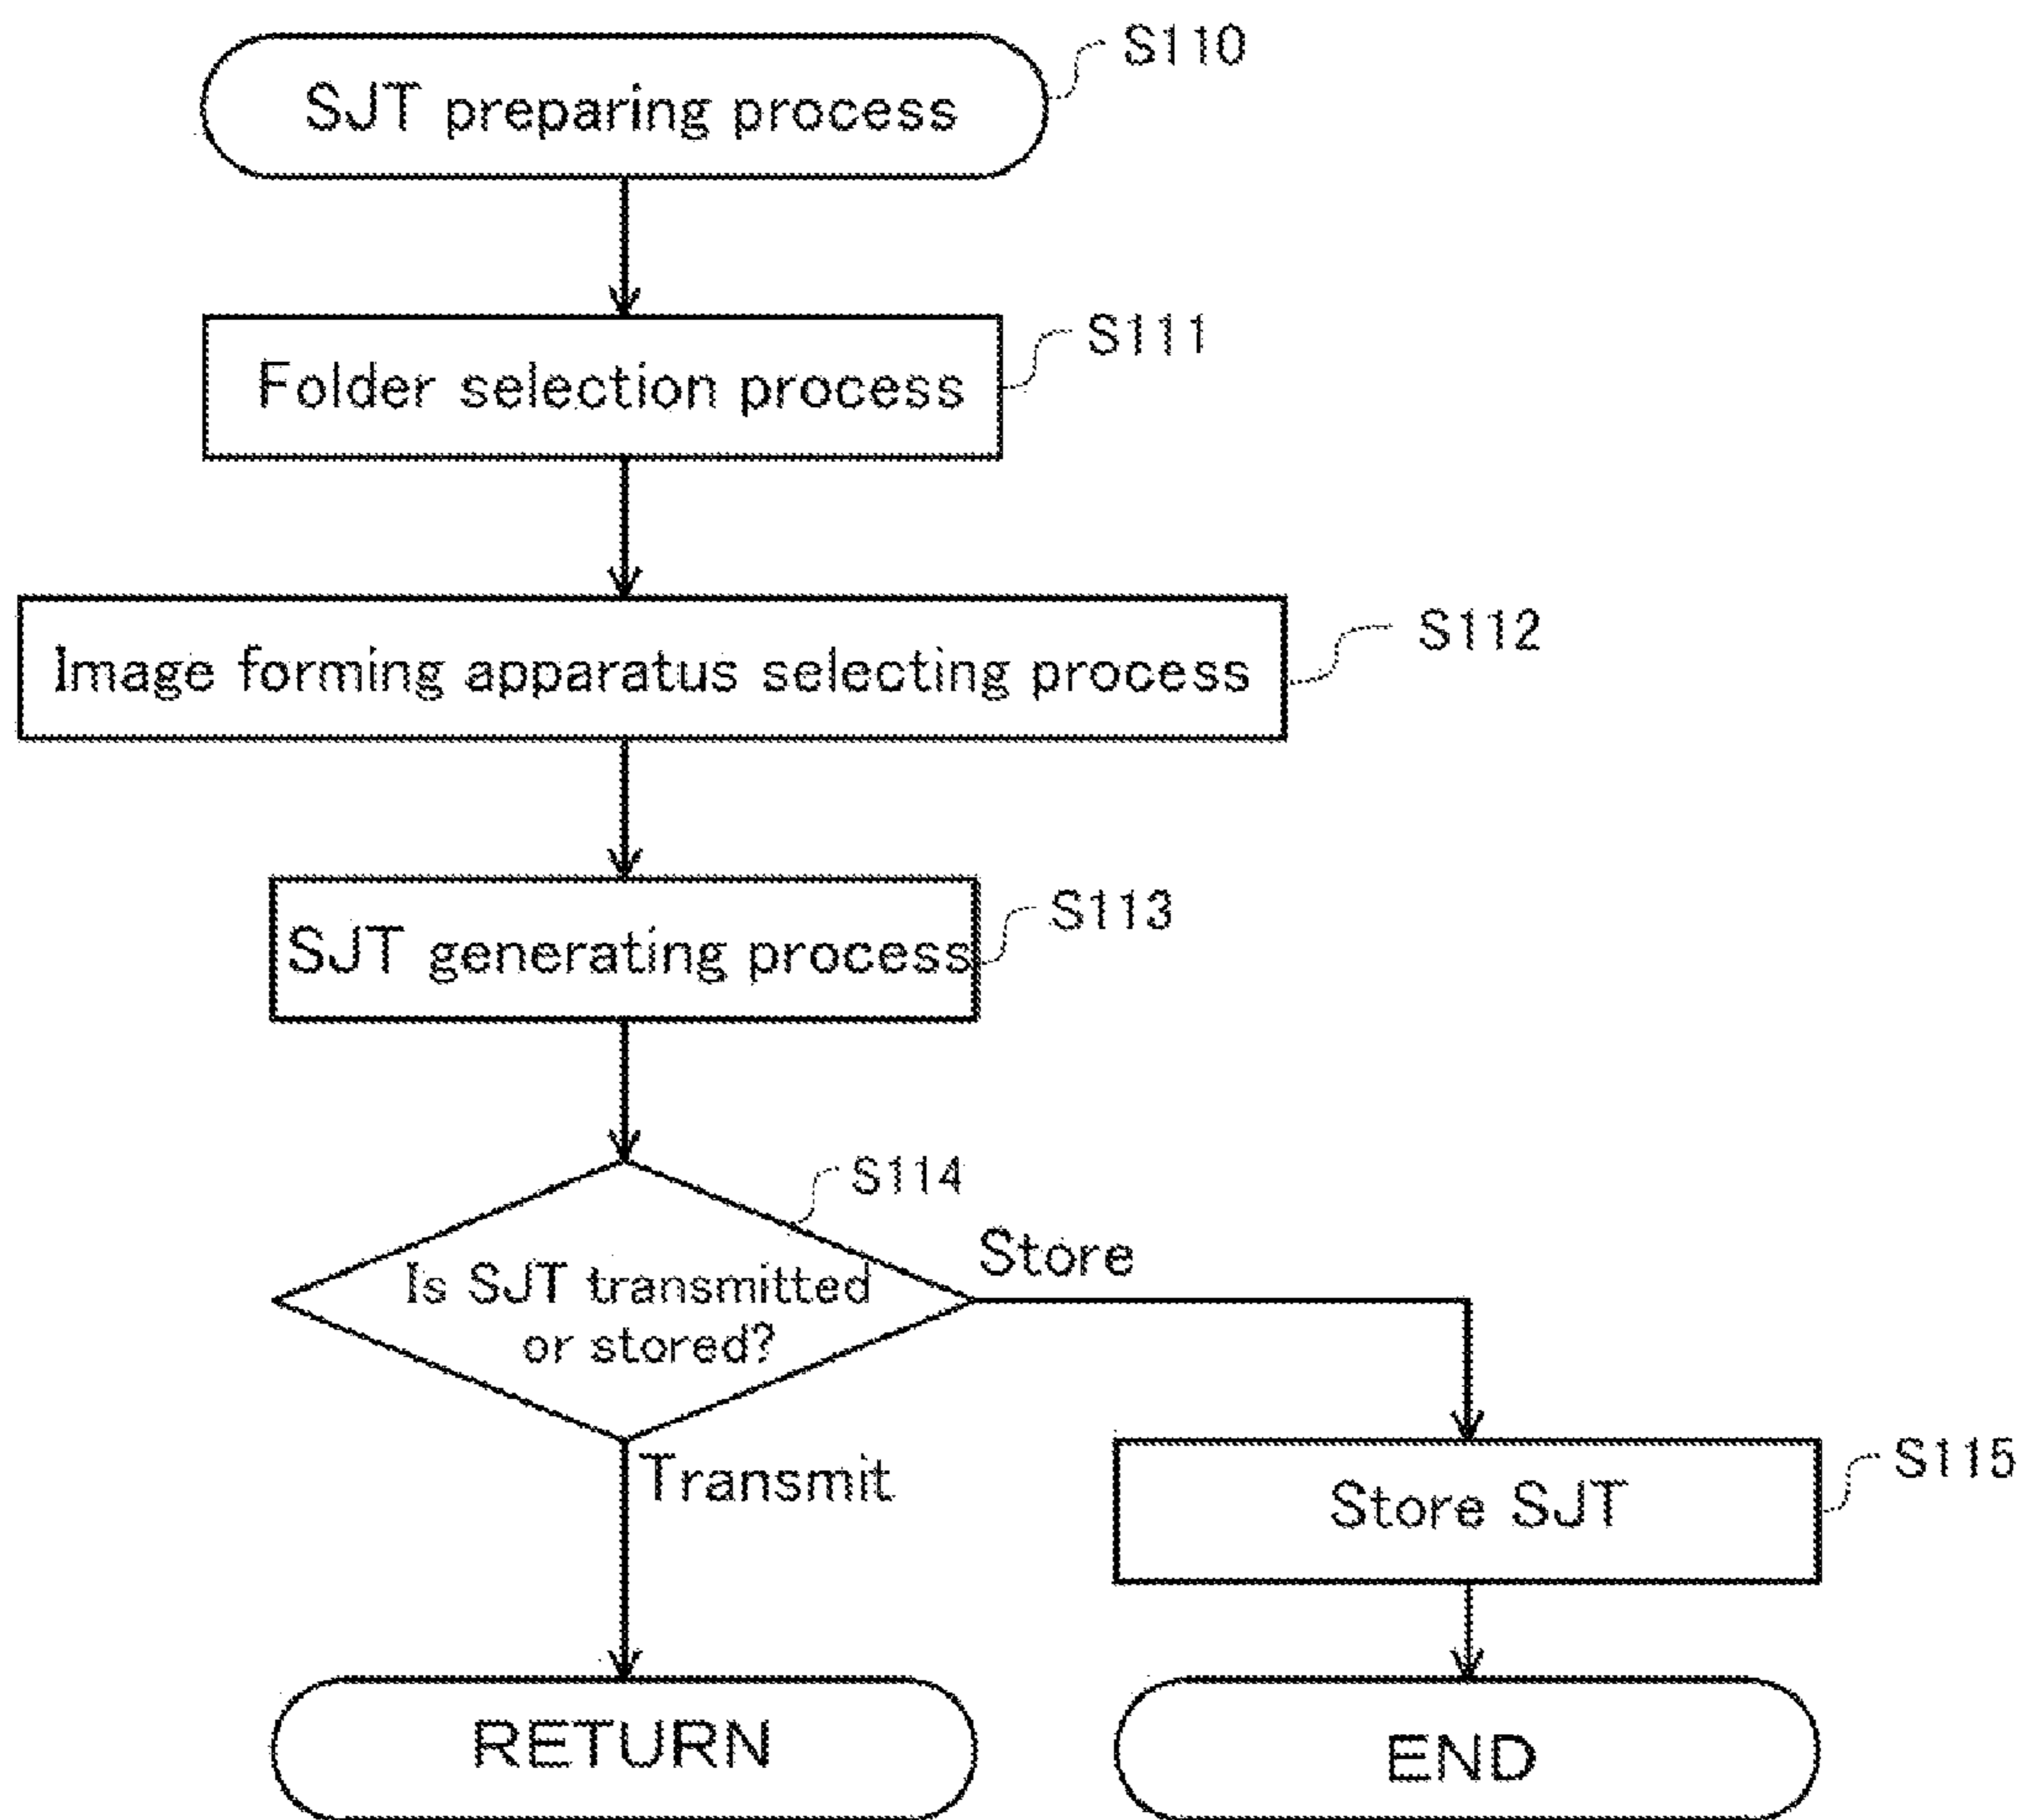 S110
SJT preparing process
S111
Folder selection process
S112
Image forming apparatus selecting process
S113
SJT generating process
S114
Is SJT transmitted
or stored?
Store
Transmit
S115
Store SJT
RETURN
END